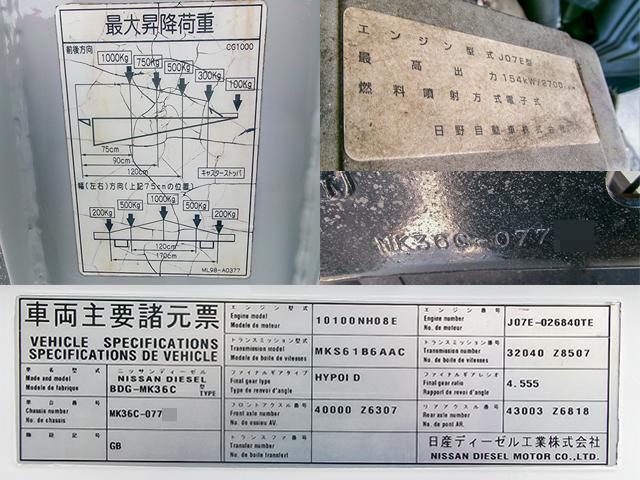 最大昇降荷重
前後方向
CG1000
1000Kg
750Kg
500Kg
300Kg
100Kg
75cm
90cm
120cm
キャスターストッパ
幅(左右)方向(上記75cmの位置)
200Kg
500Kg
1000Kg
500Kg
200Kg
120cm
170cm
ML98-A0377
エンジン型式 J07E型
最高出力 154kW/2700
燃料噴射方式 電子式
日野自動車株式会
MK36C-077
車両主要諸元票
VEHICLE SPECIFICATIONS
SPECIFICATIONS DE VEHICLE
車名 型式
Made and model
Modele de fabrique
ニッサンディーゼル
NISSAN DIESEL
BDG-MK36C 型
TYPE
車台番号
Chassis number
No. de chassis
MK36C-077
GB
エンジン型式
Engine model
Modele de moteur
10100NH08E
エンジン番号
Engine number
No. de moteur
J07E-026840TE
トランスミッション型式
Transmission model
Modele de boite de vitesses
MKS61B6AAC
トランスミッション番号
Transmission number
No. de boite de vitesses
32040 Z8507
ファイナルギアタイプ
Final gear type
Type de renvoi d'angle
HYPOID
ファイナルギアレシオ
Final gear ratio
Rapport de renvoi d'angle
4.555
フロントアクスル番号
Front axle number
No. de essieu AV.
40000 Z6307
リアアクスル番号
Rear axle number
No. de pont AR.
43003 Z6818
トランスファ番号
Transfer number
No. de boite transfert
日産ディーゼル工業株式会社
NISSAN DIESEL MOTOR CO.,LTD.